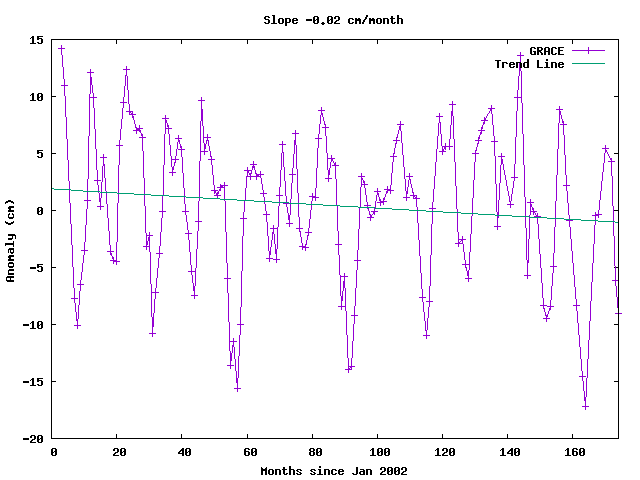 Slope -0.02 cm/month
15
10
5
0
-5
-10
-15
-20
Anomaly (cm)
GRACE
Trend Line
0 20 40 60 80 100 120 140 160
Months since Jan 2002